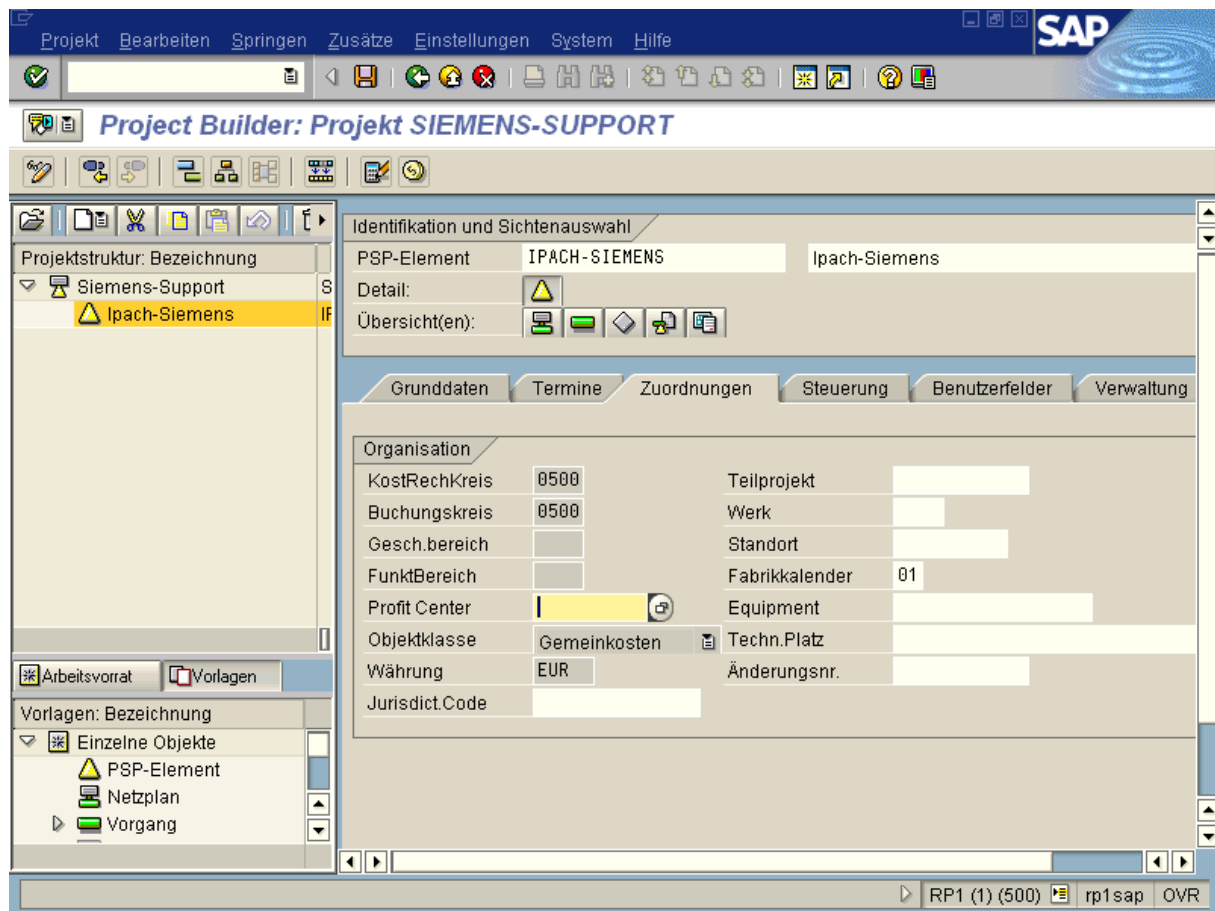 Projekt Bearbeiten Springen Zusätze Einstellungen System Hilfe
SAP
Project Builder: Projekt SIEMENS-SUPPORT
Identifikation und Sichtenauswahl
Projektstruktur: Bezeichnung
PSP-Element IPACH-SIEMENS Ipach-Siemens
Siemens-Support S
Detail:
Ipach-Siemens IF
Übersicht(en):
Grunddaten Termine Zuordnungen Steuerung Benutzerfelder Verwaltung
Organisation
KostRechKreis 0500 Teilprojekt
Buchungskreis 0500 Werk
Gesch.bereich Standort
FunktBereich Fabrikkalender 01
Profit Center Equipment
Objektklasse Gemeinkosten Techn.Platz
Währung EUR Änderungsnr.
Jurisdict.Code
Arbeitsvorrat Vorlagen
Vorlagen: Bezeichnung
Einzelne Objekte
PSP-Element
Netzplan
Vorgang
RP1 (1) (500) rp1sap OVR